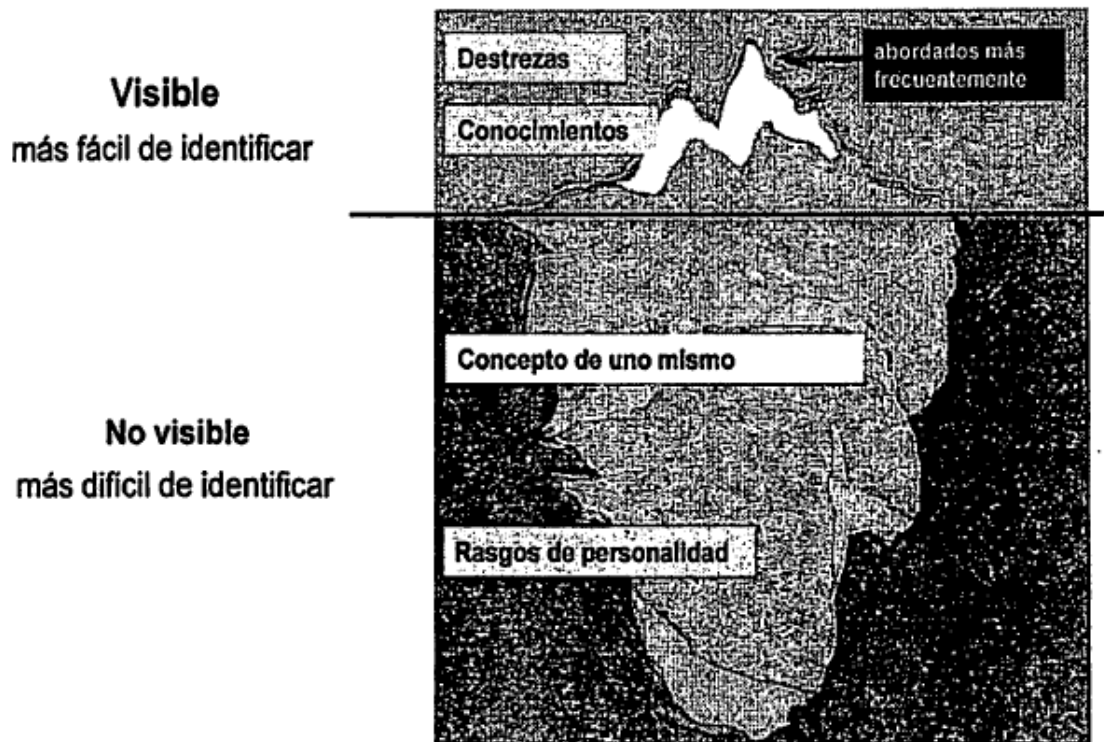 Visible
más fácil de identificar
Destrezas
Conocimientos
abordados más
frecuentemente
Concepto de uno mismo
No visible
más difícil de identificar
Rasgos de personalidad